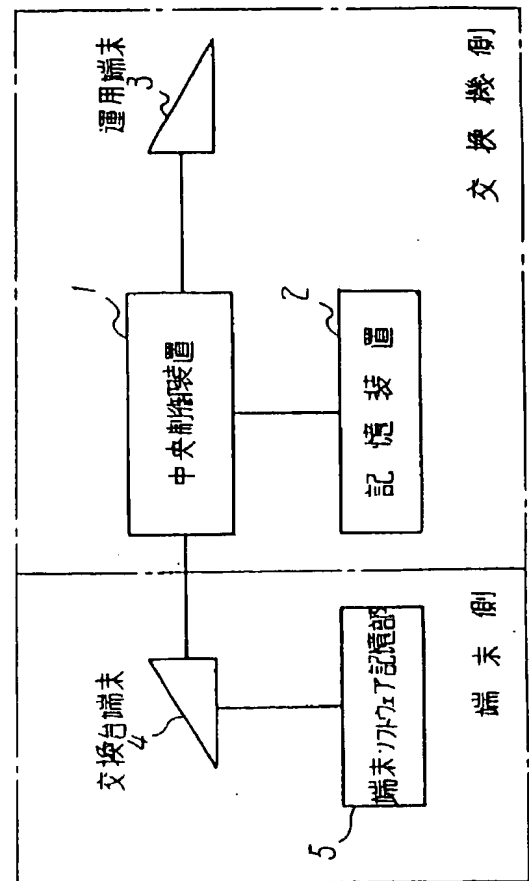 運用端末
3
交換機側
1
中央制御装置
2
記憶装置
交換台端末
4
端末ソフトウェア記憶部
5
端末側